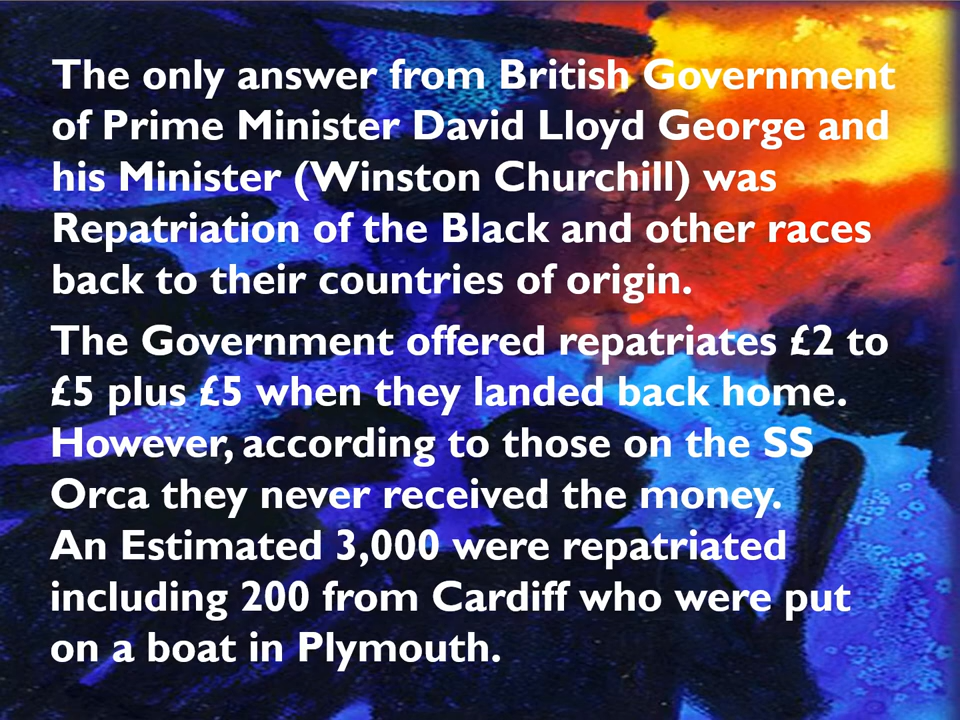 The only answer from British Government
of Prime Minister David Lloyd George and
his Minister (Winston Churchill) was
Repatriation of the Black and other races
back to their countries of origin.
The Government offered repatriates £2 to
£5 plus £5 when they landed back home.
However, according to those on the SS
Orca they never received the money.
An Estimated 3,000 were repatriated
including 200 from Cardiff who were put
on a boat in Plymouth.